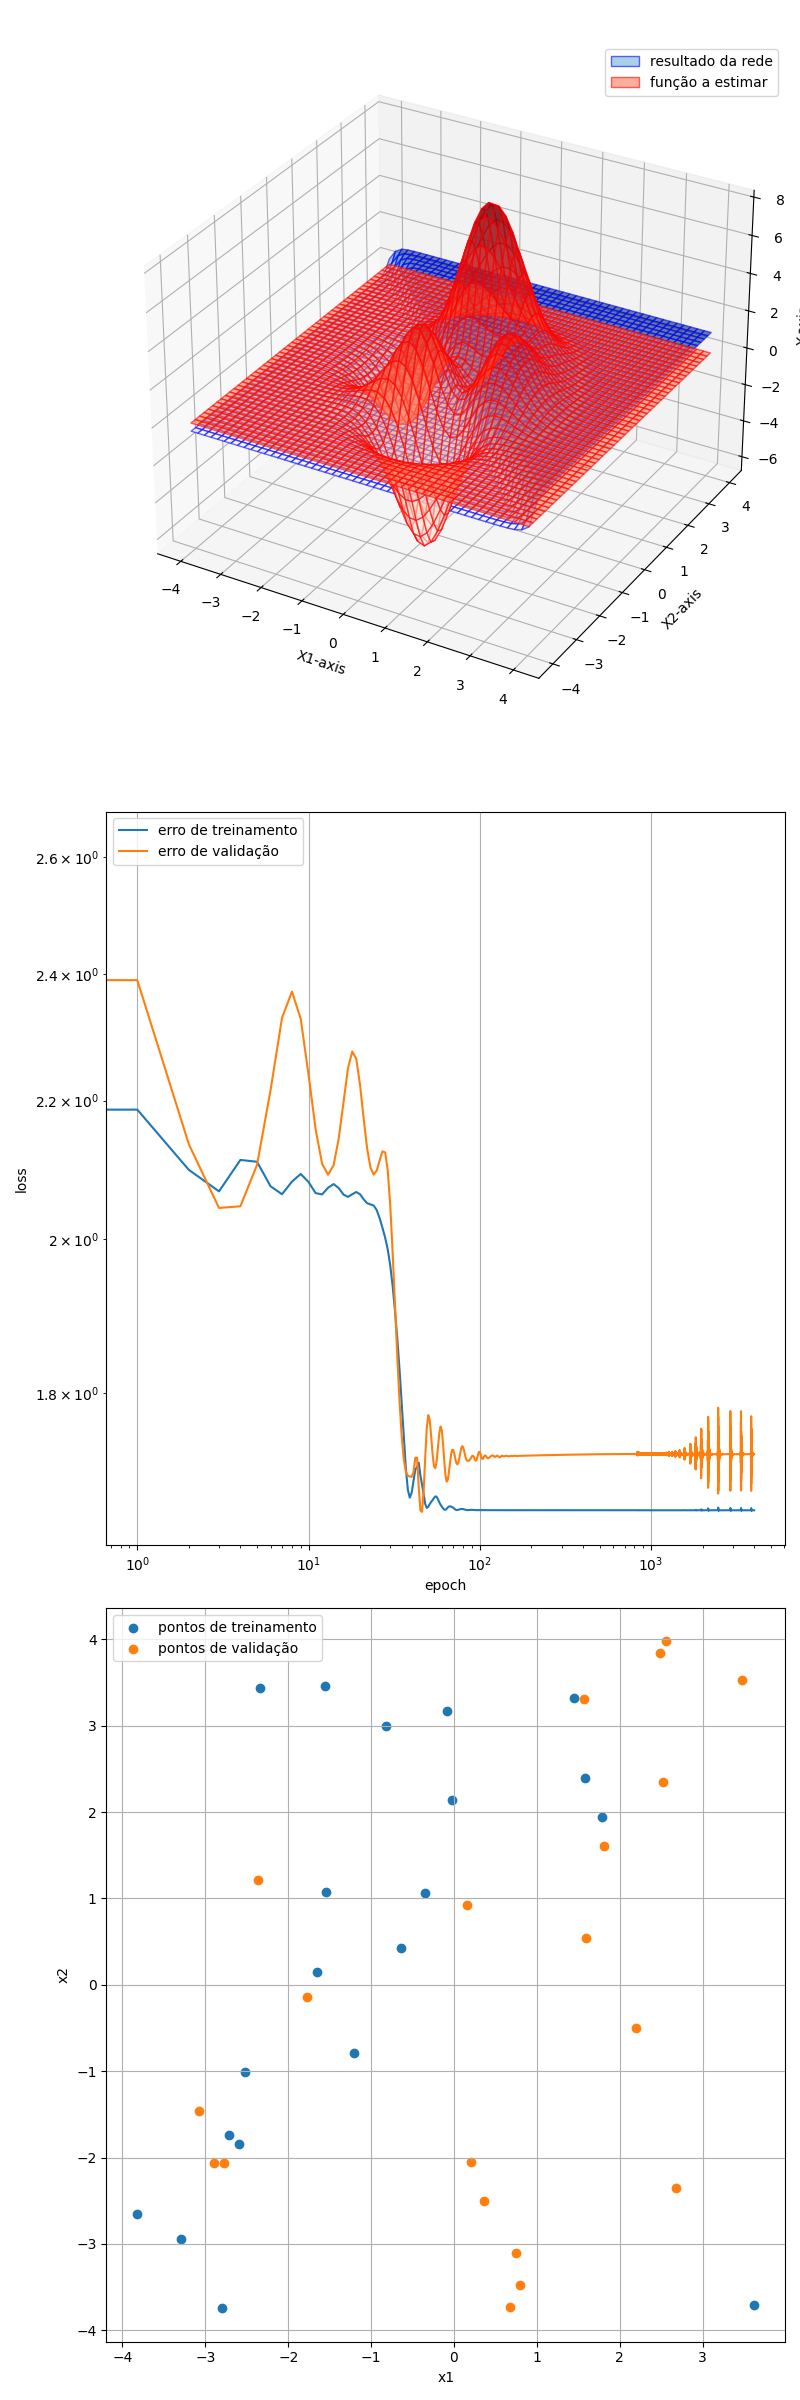 resultado da rede
função a estimar
8
6
4
2
0
−2
−4
−6
−4
−3
−2
−1
0
1
2
3
4
X1-axis
4
3
2
1
0
−1
−2
−3
−4
X2-axis
erro de treinamento
erro de validação
2.6 × 10⁰
2.4 × 10⁰
2.2 × 10⁰
2 × 10⁰
1.8 × 10⁰
loss
10⁰
10¹
10²
10³
epoch
pontos de treinamento
pontos de validação
4
3
2
1
0
−1
−2
−3
−4
x2
−4
−3
−2
−1
0
1
2
3
x1